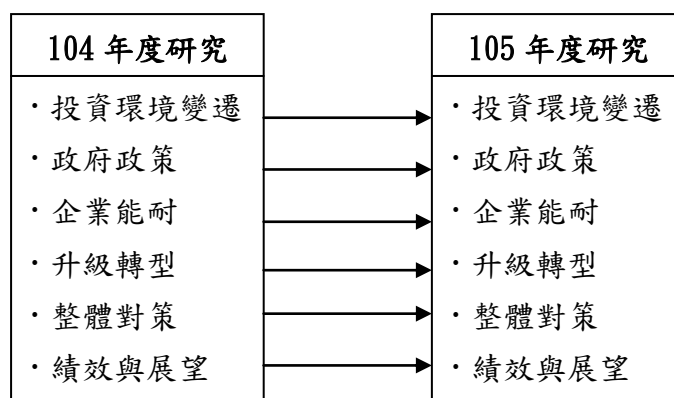 104 年度研究
·投資環境變遷
·政府政策
·企業能耐
·升級轉型
·整體對策
·績效與展望
105 年度研究
·投資環境變遷
·政府政策
·企業能耐
·升級轉型
·整體對策
·績效與展望